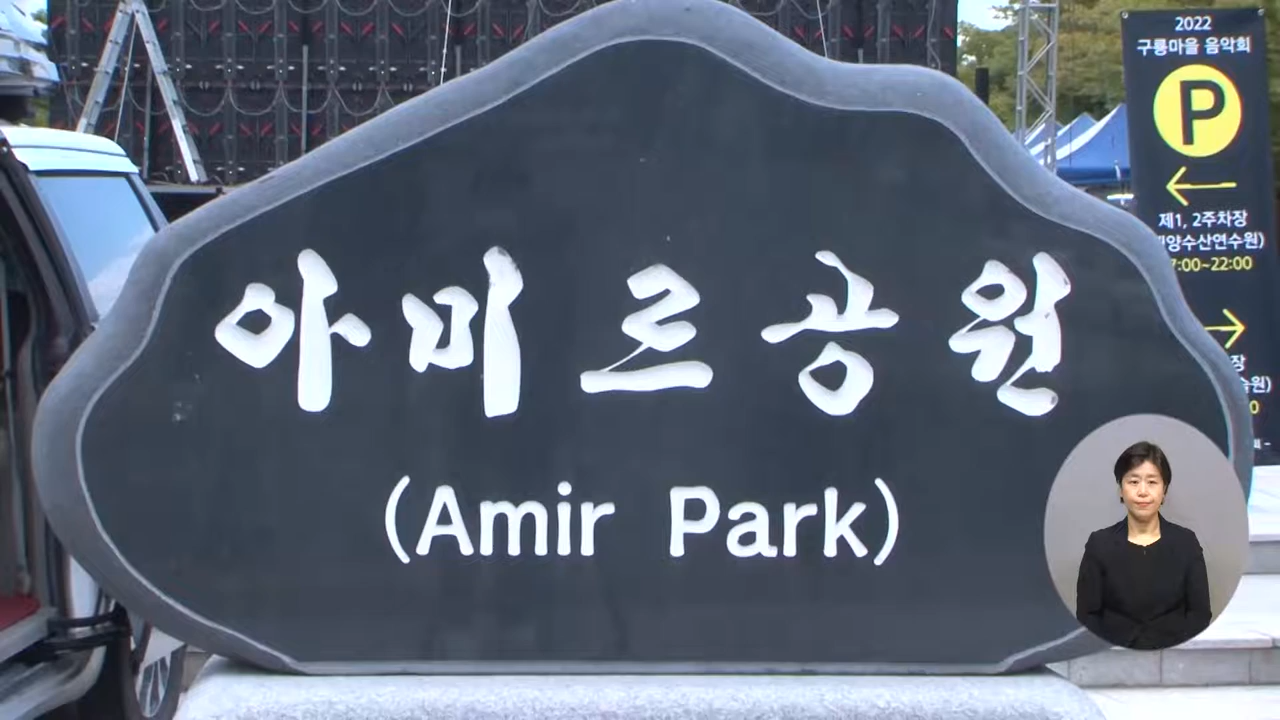 아미르공원
(Amir Park)
2022
구룡마을 음악회
P
제1, 2주차장
7:00~22:00